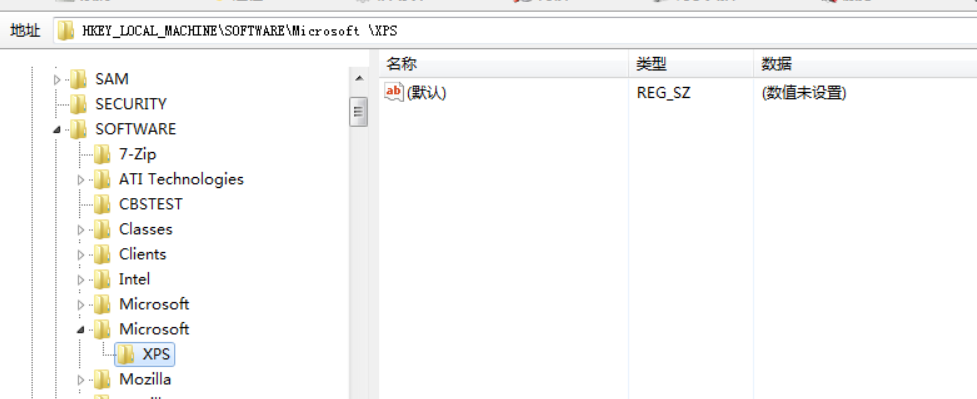 地址 HKEY_LOCAL_MACHINE\SOFTWARE\Microsoft \XPS
名称 类型 数据
SAM
ab (默认) REG_SZ (数值未设置)
SECURITY
SOFTWARE
7-Zip
ATI Technologies
CBSTEST
Classes
Clients
Intel
Microsoft
Microsoft
XPS
Mozilla